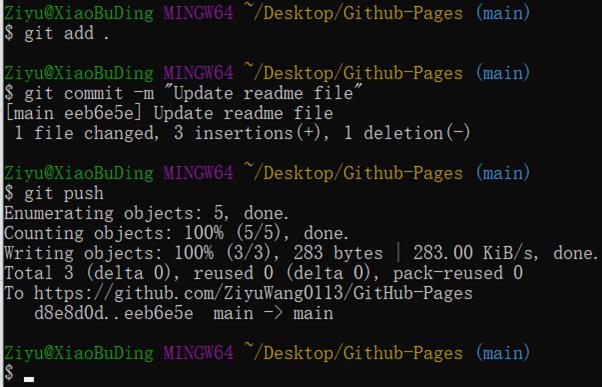 Ziyu@XiaoBuDing MINGW64 ~/Desktop/Github-Pages (main)
$ git add .
Ziyu@XiaoBuDing MINGW64 ~/Desktop/Github-Pages (main)
$ git commit -m "Update readme file"
[main eeb6e5e] Update readme file
 1 file changed, 3 insertions(+), 1 deletion(-)
Ziyu@XiaoBuDing MINGW64 ~/Desktop/Github-Pages (main)
$ git push
Enumerating objects: 5, done.
Counting objects: 100% (5/5), done.
Writing objects: 100% (3/3), 283 bytes | 283.00 KiB/s, done.
Total 3 (delta 0), reused 0 (delta 0), pack-reused 0
To https://github.com/ZiyuWang0113/GitHub-Pages
   d8e8d0d..eeb6e5e  main -> main
Ziyu@XiaoBuDing MINGW64 ~/Desktop/Github-Pages (main)
$